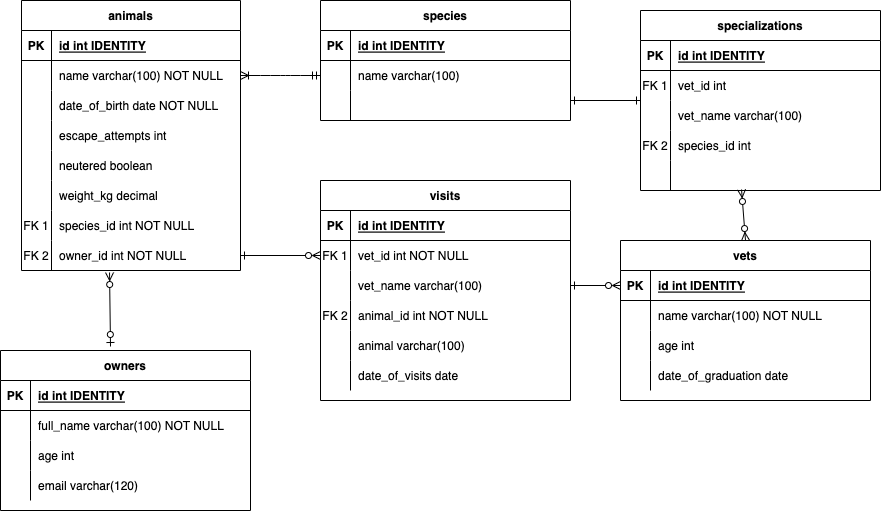 animals
PK id int IDENTITY
name varchar(100) NOT NULL
date_of_birth date NOT NULL
escape_attempts int
neutered boolean
weight_kg decimal
FK 1 species_id int NOT NULL
FK 2 owner_id int NOT NULL
species
PK id int IDENTITY
name varchar(100)
specializations
PK id int IDENTITY
FK 1 vet_id int
vet_name varchar(100)
FK 2 species_id int
visits
PK id int IDENTITY
FK 1 vet_id int NOT NULL
vet_name varchar(100)
FK 2 animal_id int NOT NULL
animal varchar(100)
date_of_visits date
vets
PK id int IDENTITY
name varchar(100) NOT NULL
age int
date_of_graduation date
owners
PK id int IDENTITY
full_name varchar(100) NOT NULL
age int
email varchar(120)